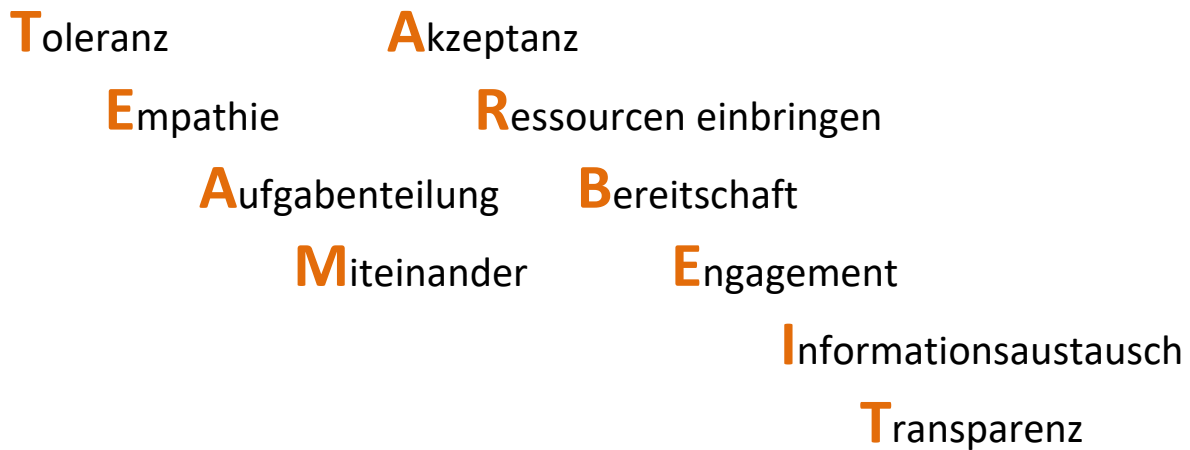 Toleranz Akzeptanz
Empathie Ressourcen einbringen
Aufgabenteilung Bereitschaft
Miteinander Engagement
Informationsaustausch
Transparenz